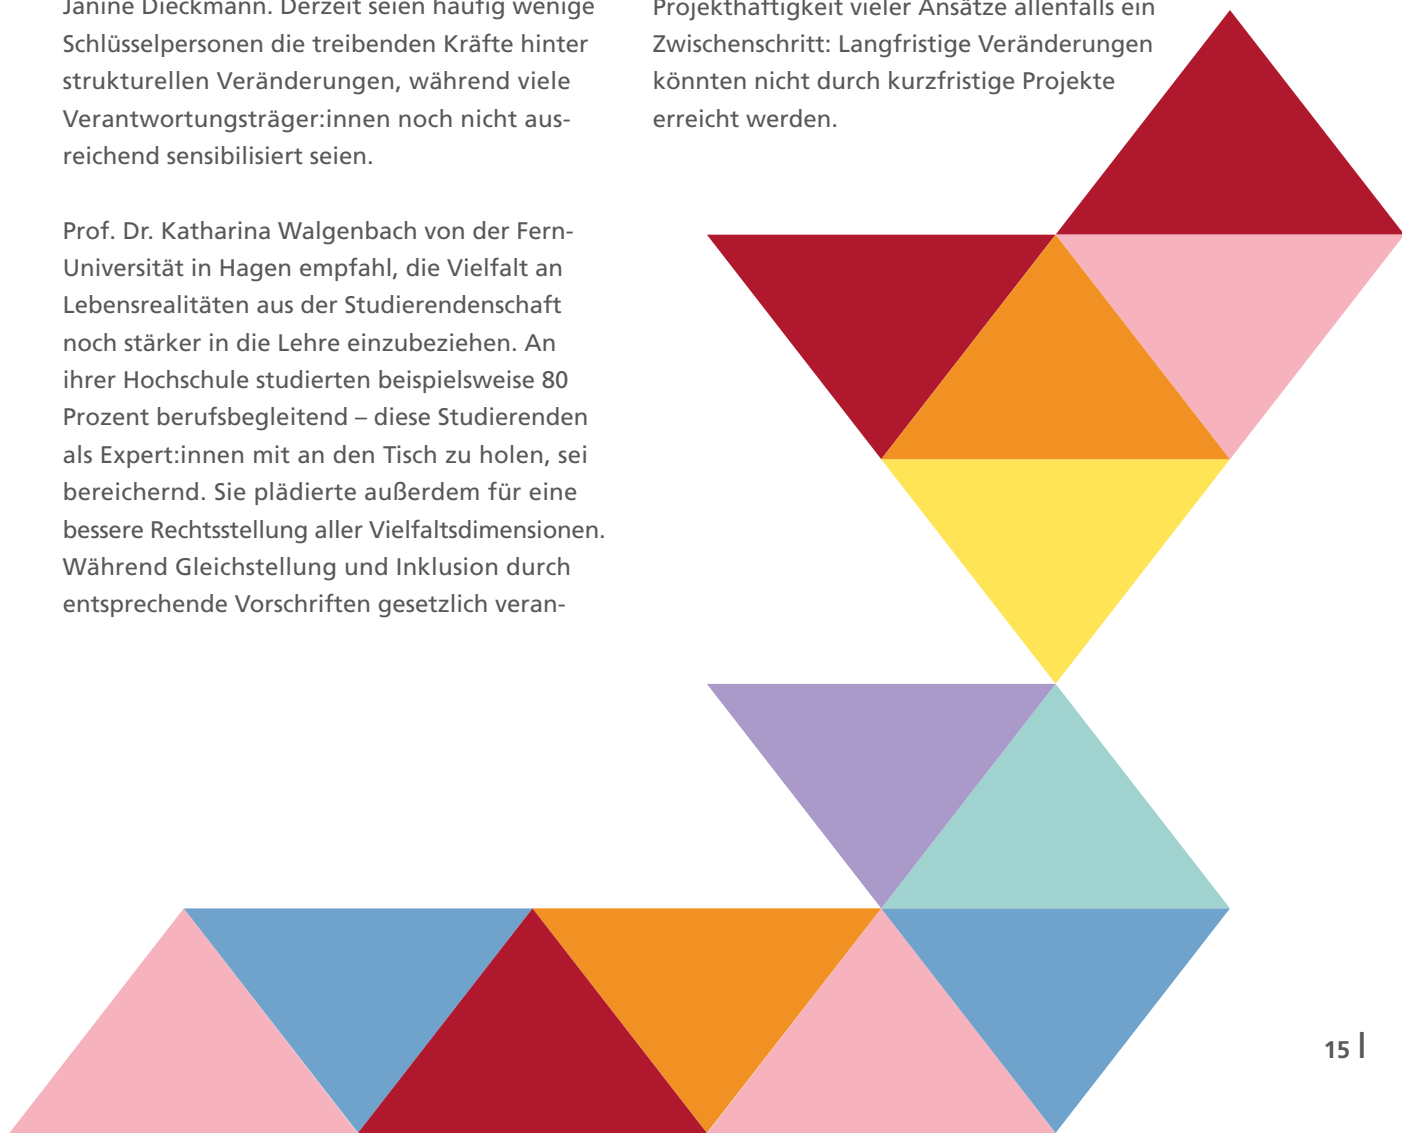 Janine Dieckmann. Derzeit seien häufig wenige
Schlüsselpersonen die treibenden Kräfte hinter
strukturellen Veränderungen, während viele
Verantwortungsträger:innen noch nicht aus-
reichend sensibilisiert seien.
Prof. Dr. Katharina Walgenbach von der Fern-
Universität in Hagen empfahl, die Vielfalt an
Lebensrealitäten aus der Studierendenschaft
noch stärker in die Lehre einzubeziehen. An
ihrer Hochschule studierten beispielsweise 80
Prozent berufsbegleitend – diese Studierenden
als Expert:innen mit an den Tisch zu holen, sei
bereichernd. Sie plädierte außerdem für eine
bessere Rechtsstellung aller Vielfaltsdimensionen.
Während Gleichstellung und Inklusion durch
entsprechende Vorschriften gesetzlich veran-
Projekthaftigkeit vieler Ansätze allenfalls ein
Zwischenschritt: Langfristige Veränderungen
könnten nicht durch kurzfristige Projekte
erreicht werden.
15